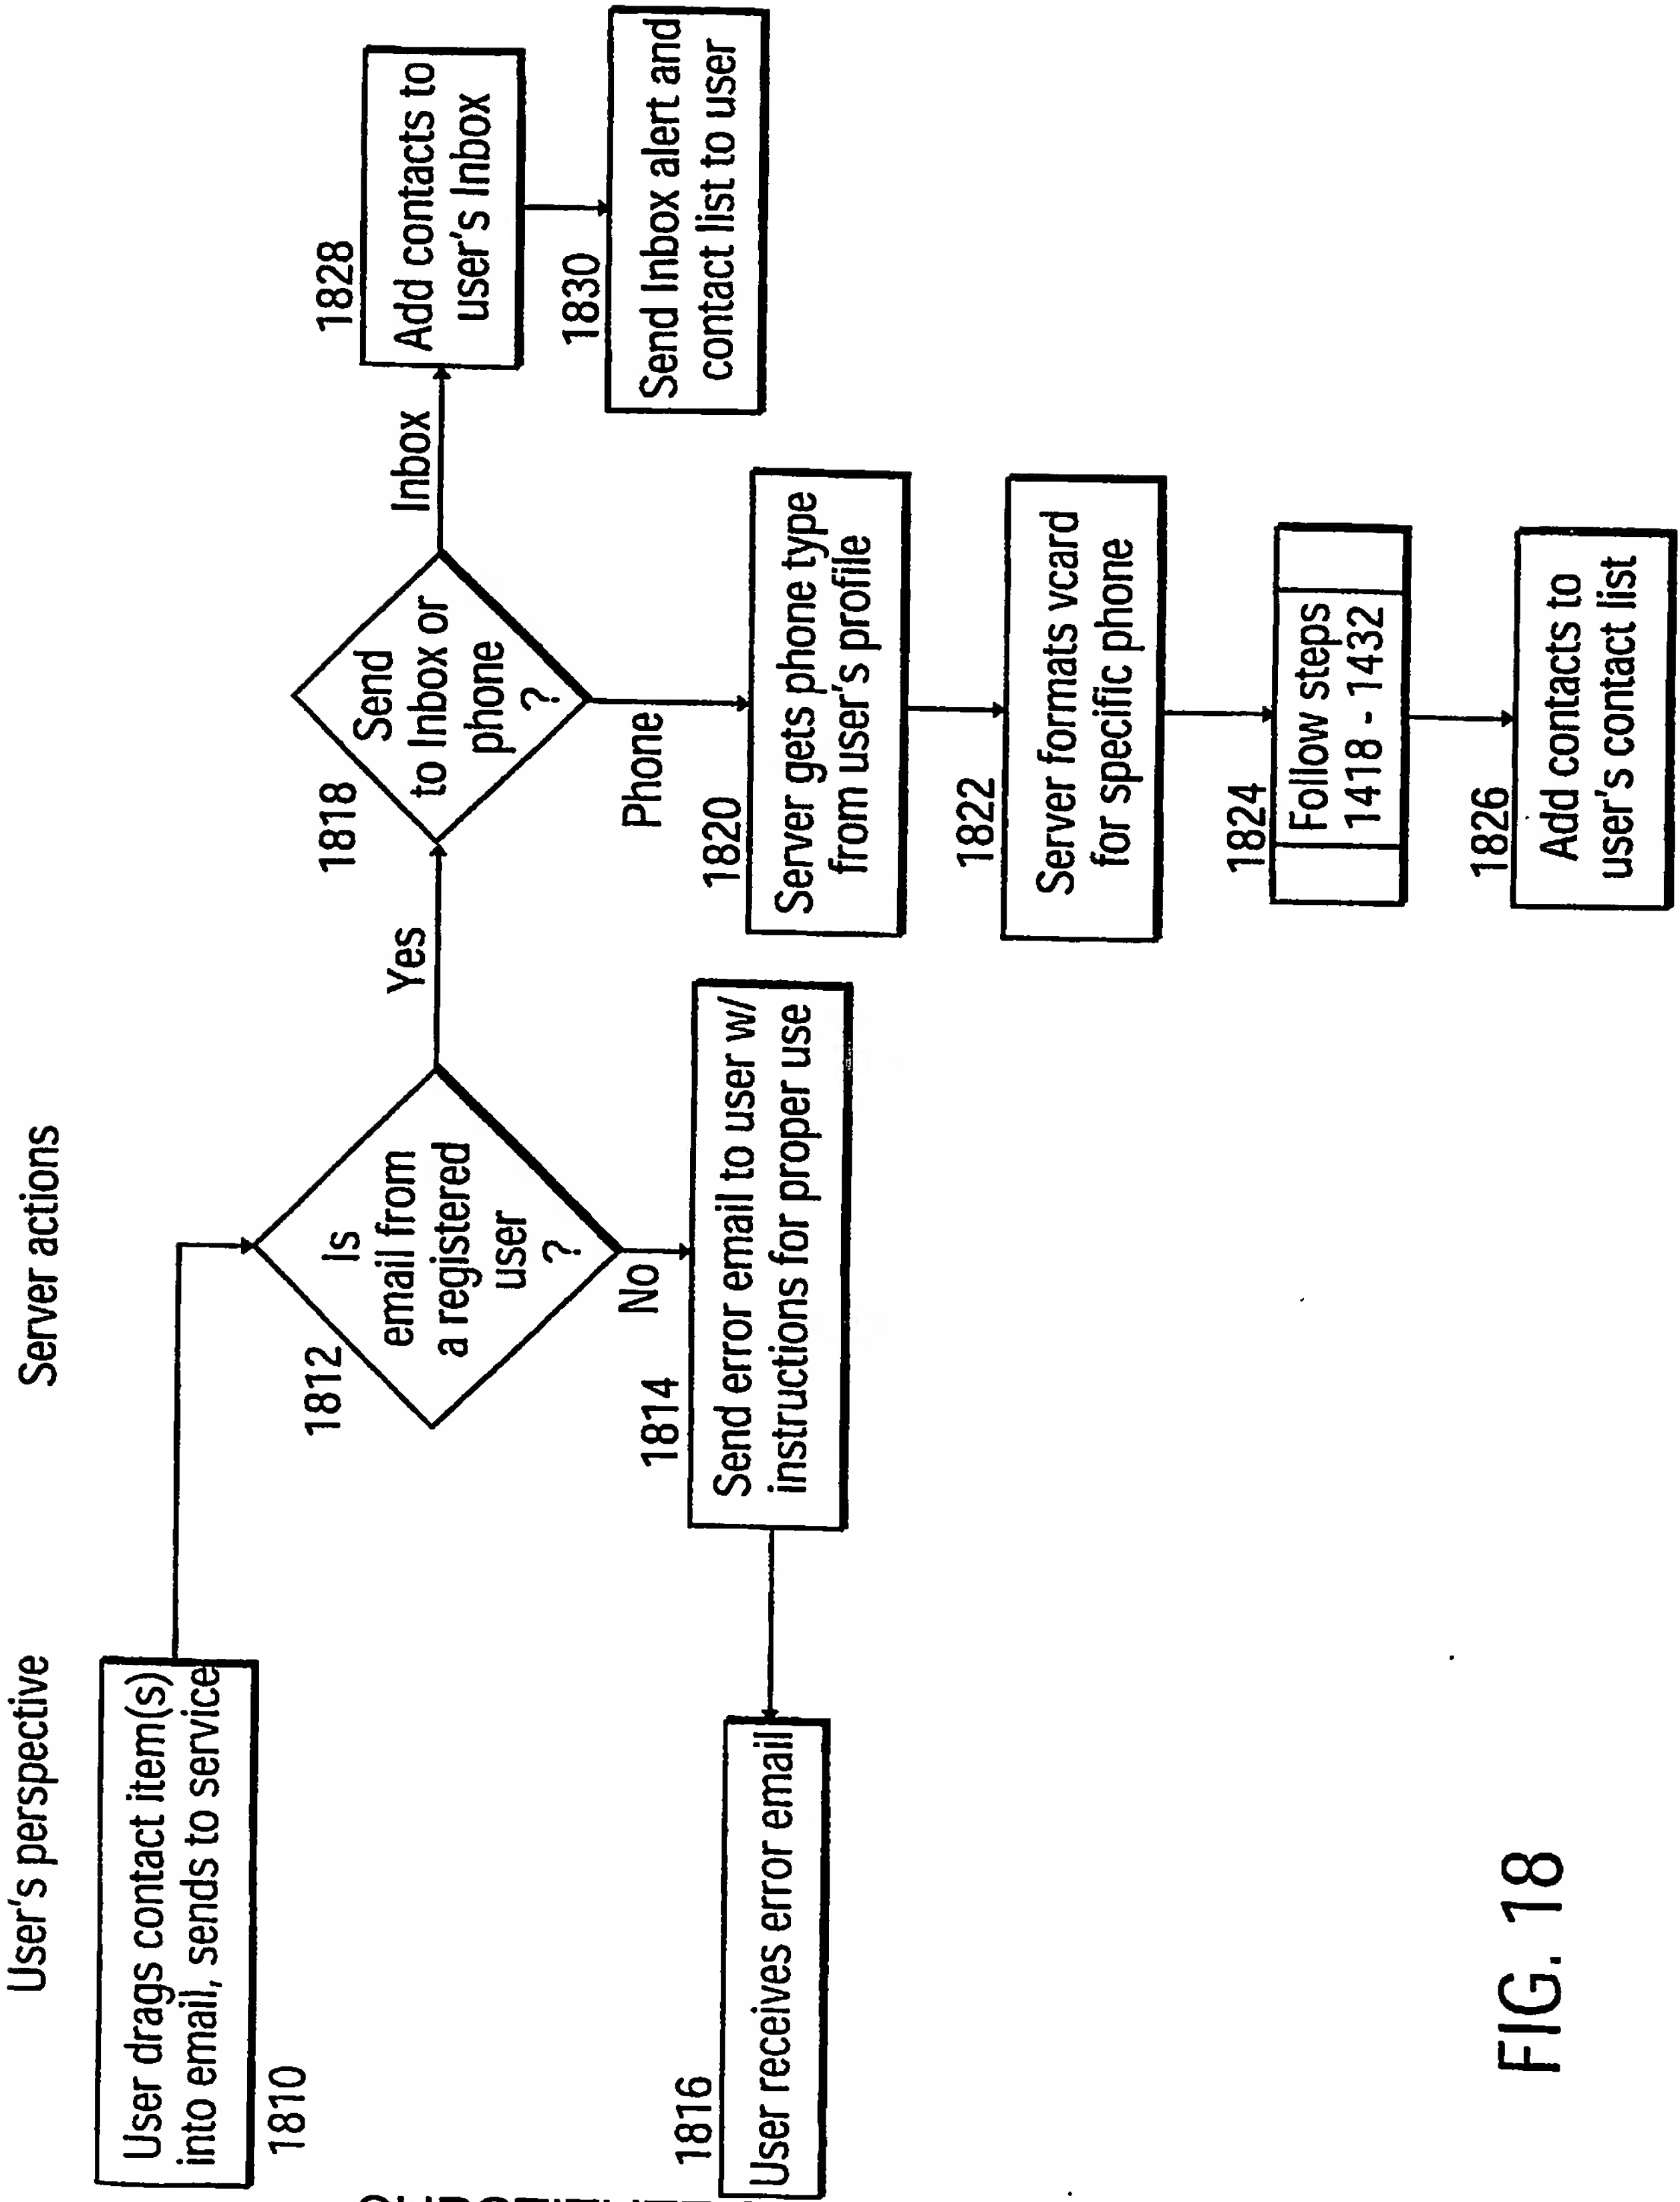 User's perspective
Server actions
User drags contact item(s)
into email, sends to service
1810
1812
Is
email from
a registered
user
?
Yes
No
1814
Send error email to user w/
instructions for proper use
1816
User receives error email
1818
Send
to Inbox or
phone
?
Inbox
Phone
1828
Add contacts to
user's Inbox
1830
Send Inbox alert and
contact list to user
1820
Server gets phone type
from user's profile
1822
Server formats vcard
for specific phone
1824
Follow steps
1418 - 1432
1826
Add contacts to
user's contact list
FIG. 18